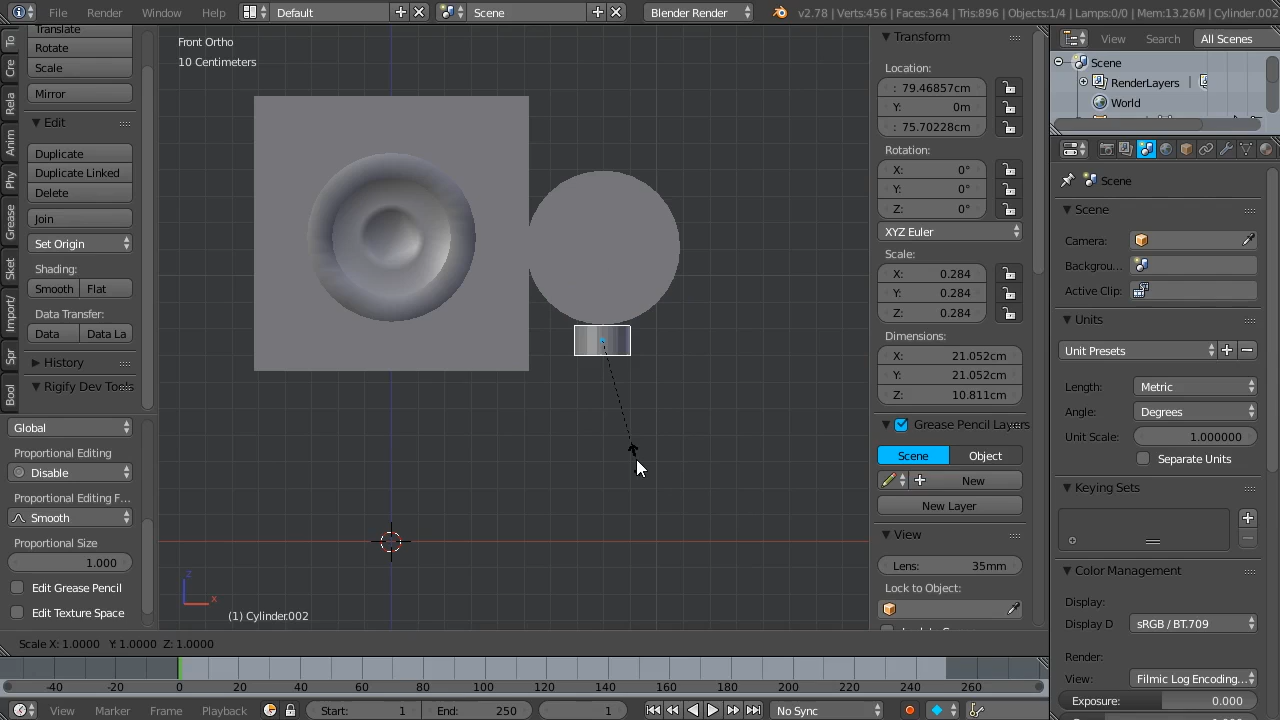 File Render Window Help Default Scene Blender Render v2.78 | Verts:456 | Faces:364 | Tris:896 | Objects:1/4 | Lamps:0/0 | Mem:13.26M | Cylinder.002
To
Cre
Rela
Anim
Phy
Grease
Sket
Import/
Spr
Bool
Translate
Rotate
Scale
Mirror
Edit
Duplicate
Duplicate Linked
Delete
Join
Set Origin
Shading:
Smooth Flat
Data Transfer:
Data Data La
History
Rigify Dev Tools
Global
Proportional Editing
Disable
Proportional Editing F...
Smooth
Proportional Size
1.000
Edit Grease Pencil
Edit Texture Space
Front Ortho
10 Centimeters
z
x
(1) Cylinder.002
Transform
Location:
: 79.46857cm
Y: 0m
: 75.70228cm
Rotation:
X: 0°
Y: 0°
Z: 0°
XYZ Euler
Scale:
X: 0.284
Y: 0.284
Z: 0.284
Dimensions:
X: 21.052cm
Y: 21.052cm
Z: 10.811cm
Grease Pencil Layers
Scene Object
New
New Layer
View
Lens: 35mm
Lock to Object:
View Search All Scenes
Scene
RenderLayers
World
Scene
Scene
Camera:
Backgrou...
Active Clip:
Units
Unit Presets
Length: Metric
Angle: Degrees
Unit Scale: 1.000000
Separate Units
Keying Sets
Color Management
Display:
Display D sRGB / BT.709
Render:
View: Filmic Log Encoding...
Exposure: 0.000
Scale X: 1.0000 Y: 1.0000 Z: 1.0000
-40 -20 0 20 40 60 80 100 120 140 160 180 200 220 240 260
View Marker Frame Playback Start: 1 End: 250 1 No Sync